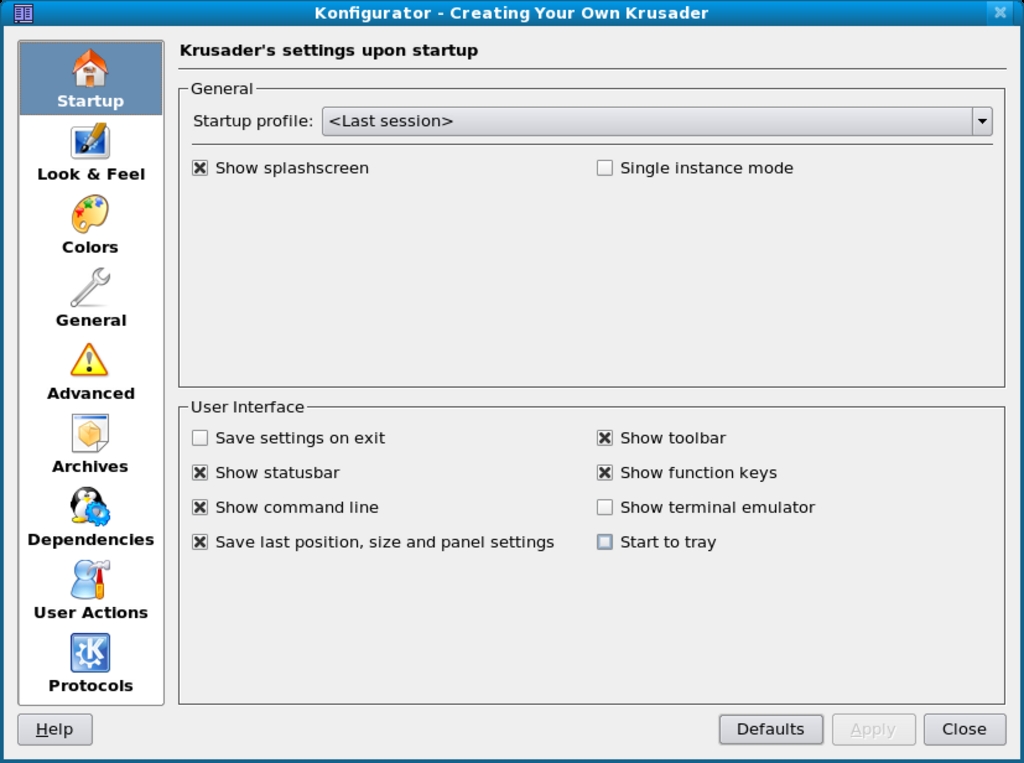 Konfigurator - Creating Your Own Krusader
Startup
Look & Feel
Colors
General
Advanced
Archives
Dependencies
User Actions
Protocols
Krusader's settings upon startup
General
Startup profile: <Last session>
Show splashscreen Single instance mode
User Interface
Save settings on exit Show toolbar
Show statusbar Show function keys
Show command line Show terminal emulator
Save last position, size and panel settings Start to tray
Help Defaults Apply Close